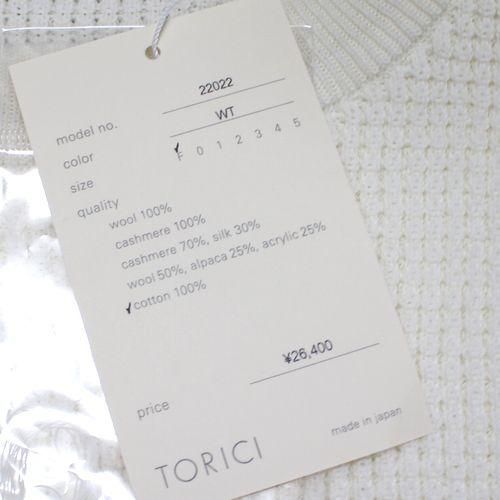 model no. 22022
color WT
size F 0 1 2 3 4 5
quality
wool 100%
cashmere 100%
cashmere 70%, silk 30%
wool 50%, alpaca 25%, acrylic 25%
cotton 100%
price ¥26,400
TORICI made in japan